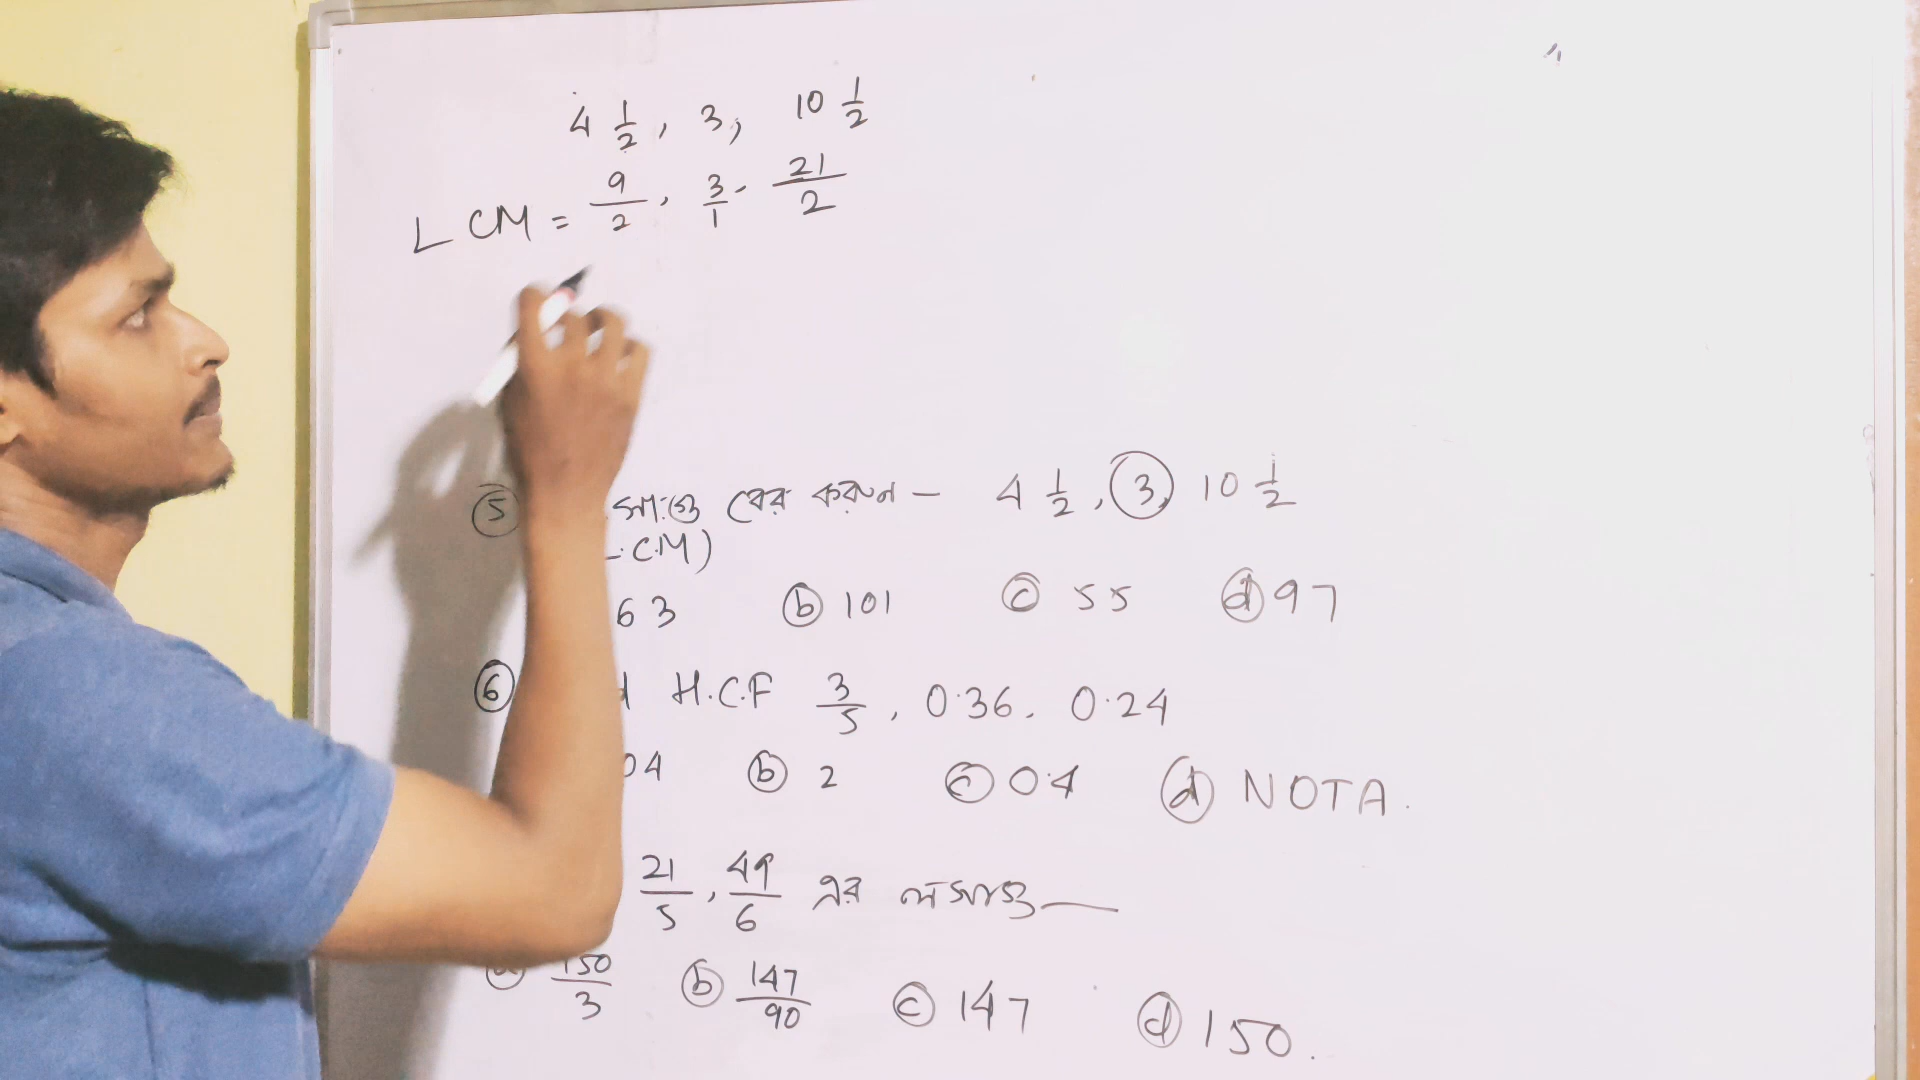 4 1/2, 3, 10 1/2
LCM = 9/2, 3/1, 21/2
⑤ সা:গু বের করুন – 4 1/2, ③, 10 1/2
C.M)
63 ⓑ 101 ⓒ 55 ⓓ 97
⑥ H.C.F 3/5, 0.36, 0.24
04 ⓑ 2 ⓒ 0.4 ⓓ NOTA.
21/5, 49/6 এর লসাগু —
150/3 ⓑ 147/90 ⓒ 147 ⓓ 150.